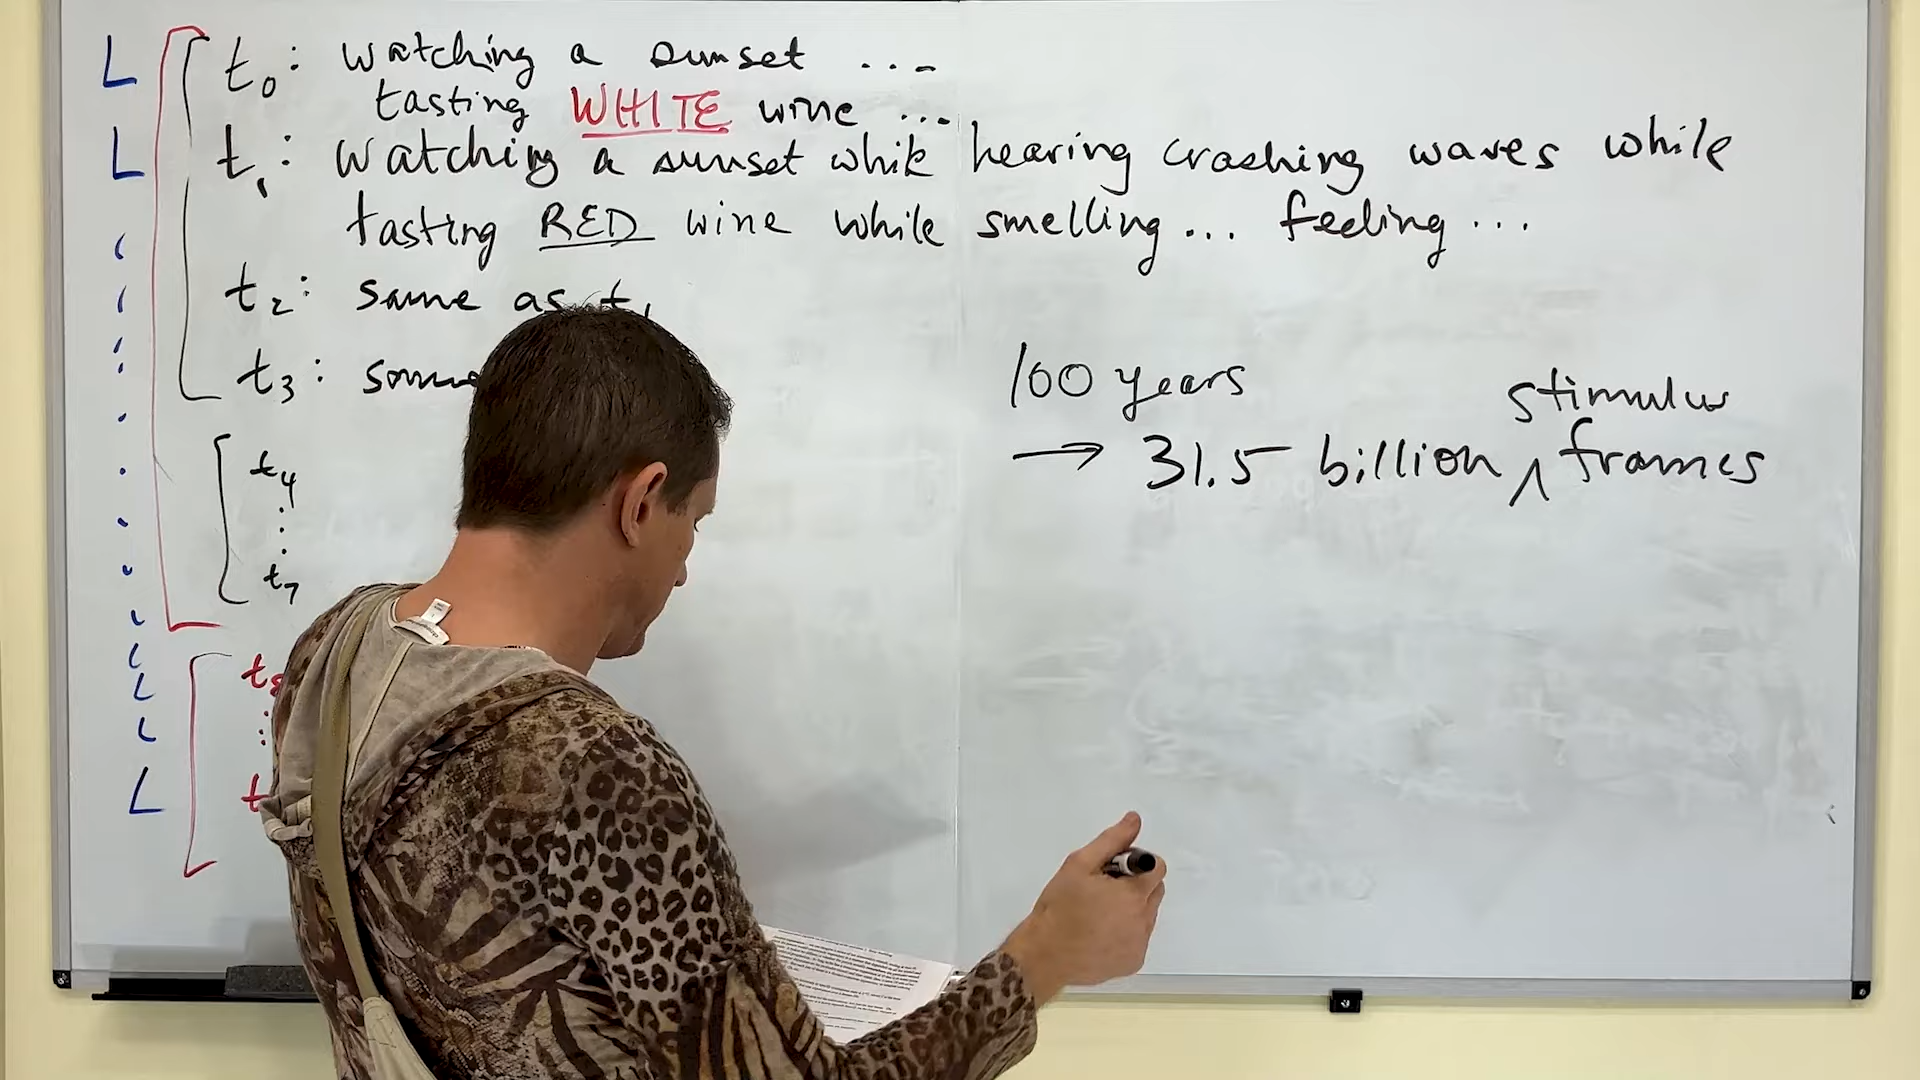 L t₀: watching a sunset ...
tasting WHITE wine ...
L t₁: watching a sunset while hearing crashing waves while
tasting RED wine while smelling... feeling...
t₂: same as t₁
t₃:
100 years
stimulus
→ 31.5 billion ∧ frames
t₄
⋮
t₇
t₈
⋮
L
L
L